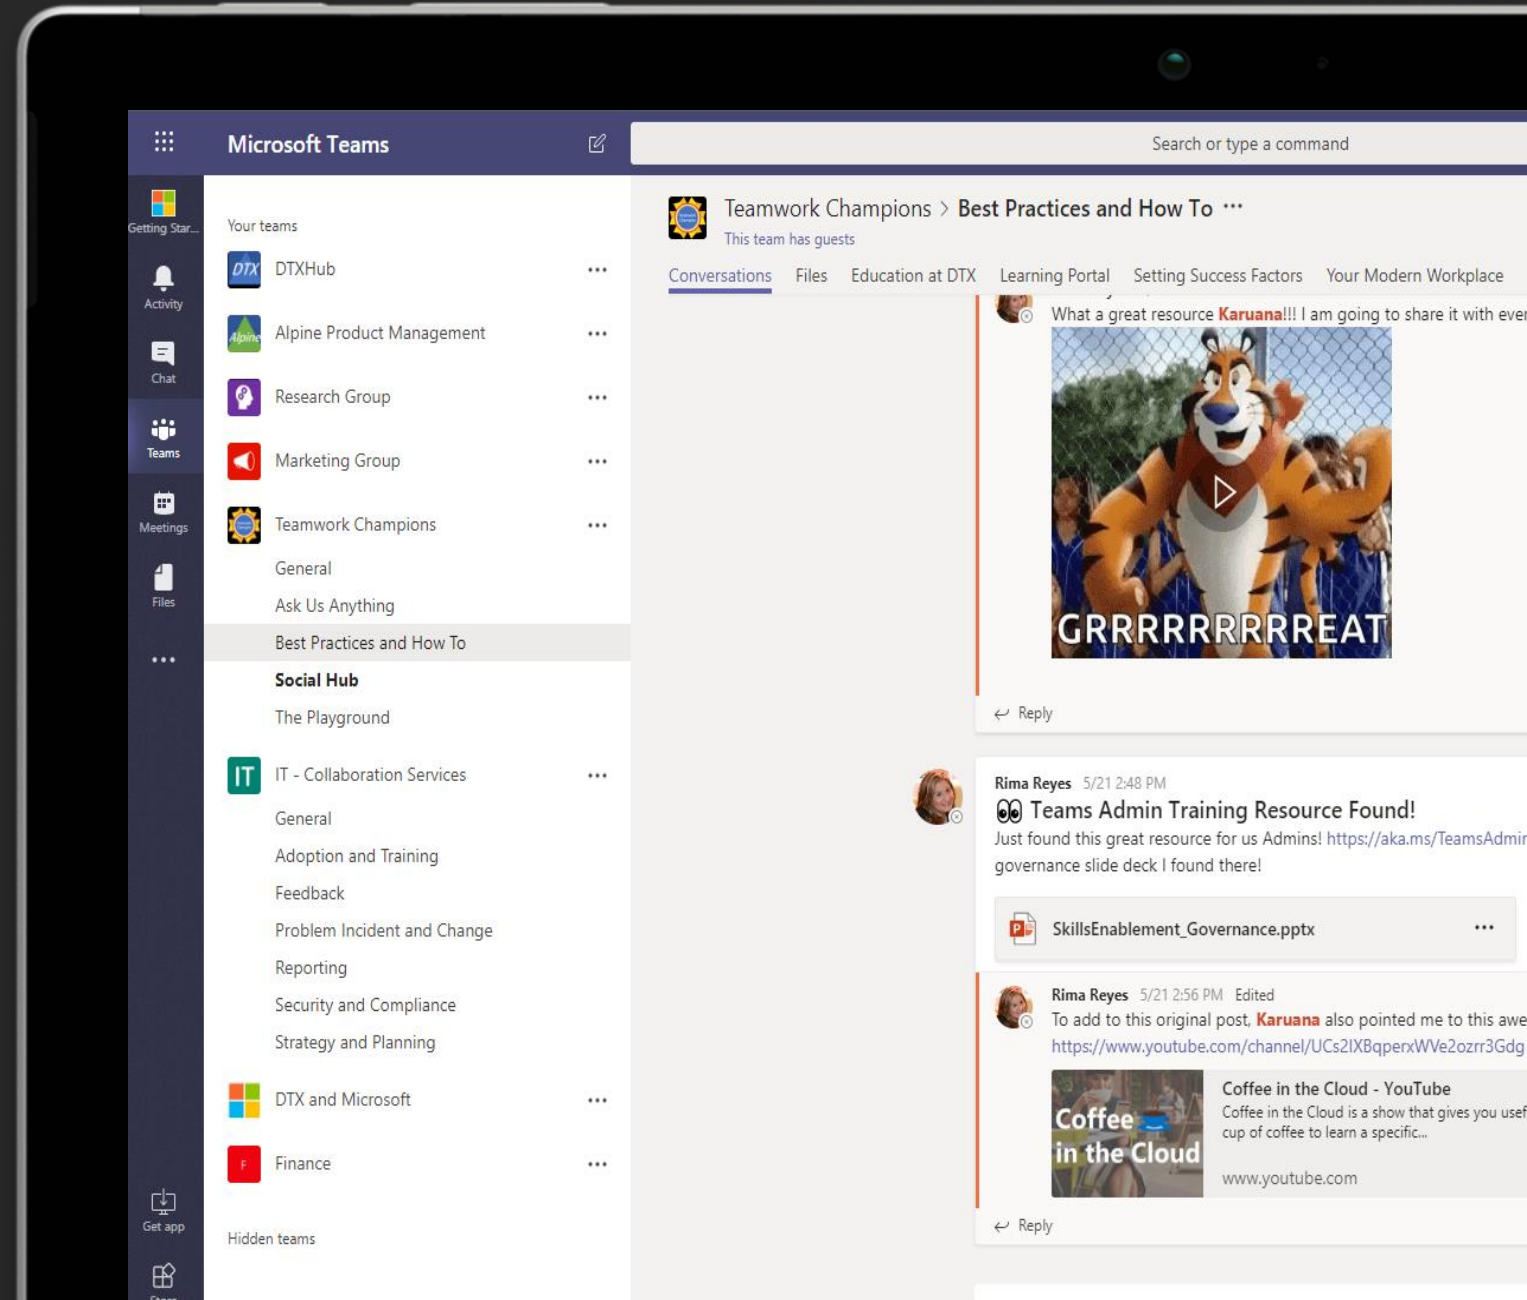 Microsoft Teams
Search or type a command
Getting Star...
Activity
Chat
Teams
Meetings
Files
Get app
Your teams
DTX
DTXHub
Alpine
Alpine Product Management
Research Group
Marketing Group
Teamwork Champions
General
Ask Us Anything
Best Practices and How To
Social Hub
The Playground
IT
IT - Collaboration Services
General
Adoption and Training
Feedback
Problem Incident and Change
Reporting
Security and Compliance
Strategy and Planning
DTX and Microsoft
F
Finance
Hidden teams
Teamwork Champions > Best Practices and How To
This team has guests
Conversations Files Education at DTX Learning Portal Setting Success Factors Your Modern Workplace
What a great resource Karuana!!! I am going to share it with
GRRRRRRRRREAT
Reply
Rima Reyes 5/21 2:48 PM
Teams Admin Training Resource Found!
Just found this great resource for us Admins! https://aka.ms/TeamsAdmin
governance slide deck I found there!
SkillsEnablement_Governance.pptx
Rima Reyes 5/21 2:56 PM Edited
To add to this original post, Karuana also pointed me to this
https://www.youtube.com/channel/UCs2IXBqperxWVe2ozrr3Gdg
Coffee in the Cloud
Coffee in the Cloud - YouTube
Coffee in the Cloud is a show that gives you
cup of coffee to learn a specific...
www.youtube.com
Reply